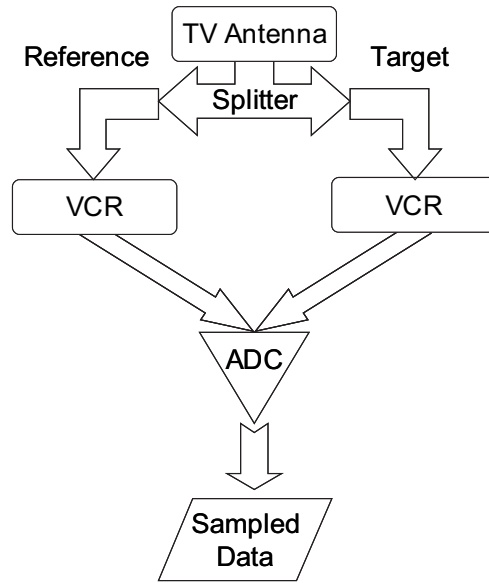 TV Antenna
Reference
Target
Splitter
VCR
VCR
ADC
Sampled
Data